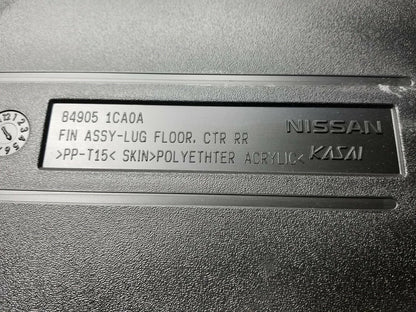 84905 1CA0A
FIN ASSY-LUG FLOOR, CTR RR
>PP-T15< SKIN>POLYETHTER ACRYLIC<
NISSAN
KASAI